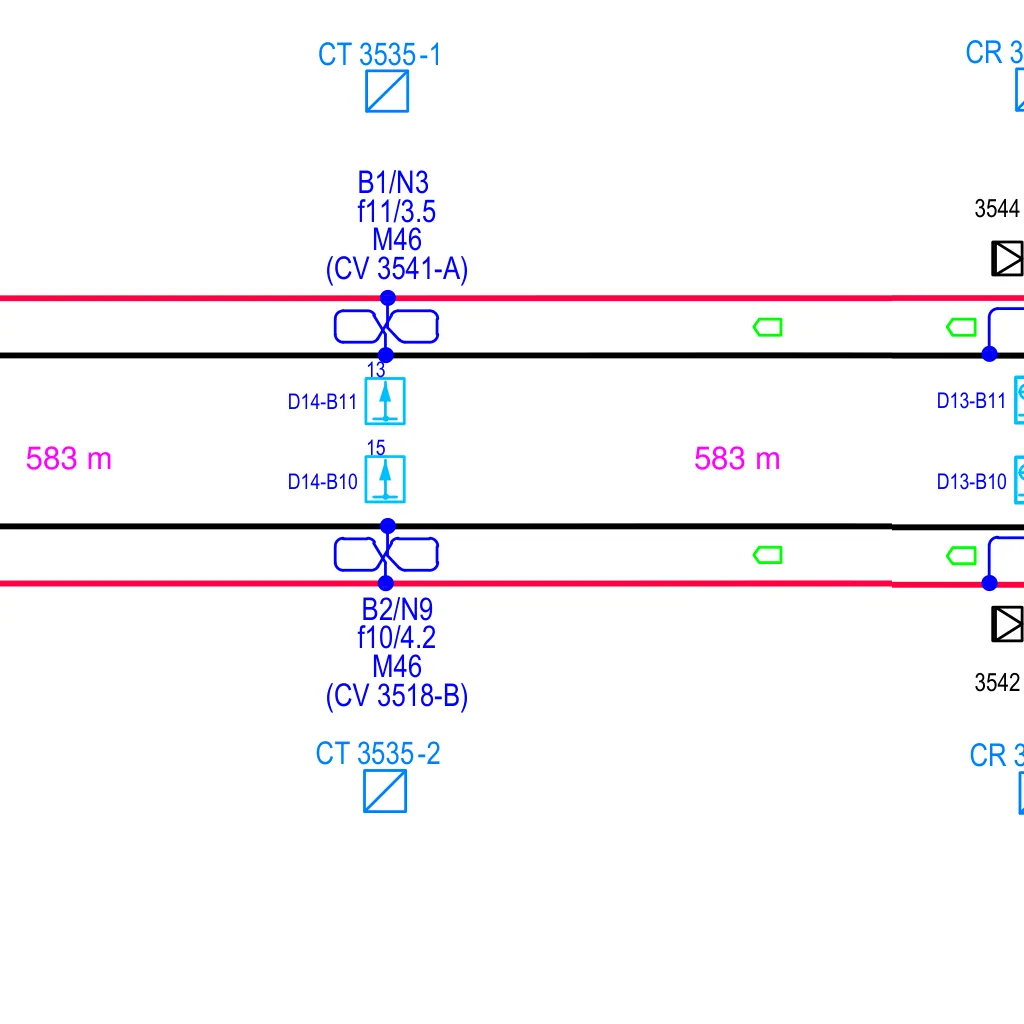 CT 3535-1
CR 3
B1/N3
f11/3.5
M46
(CV 3541-A)
3544
13
D14-B11
D13-B11
15
583 m
583 m
D14-B10
D13-B10
B2/N9
f10/4.2
M46
(CV 3518-B)
3542
CT 3535-2
CR 3